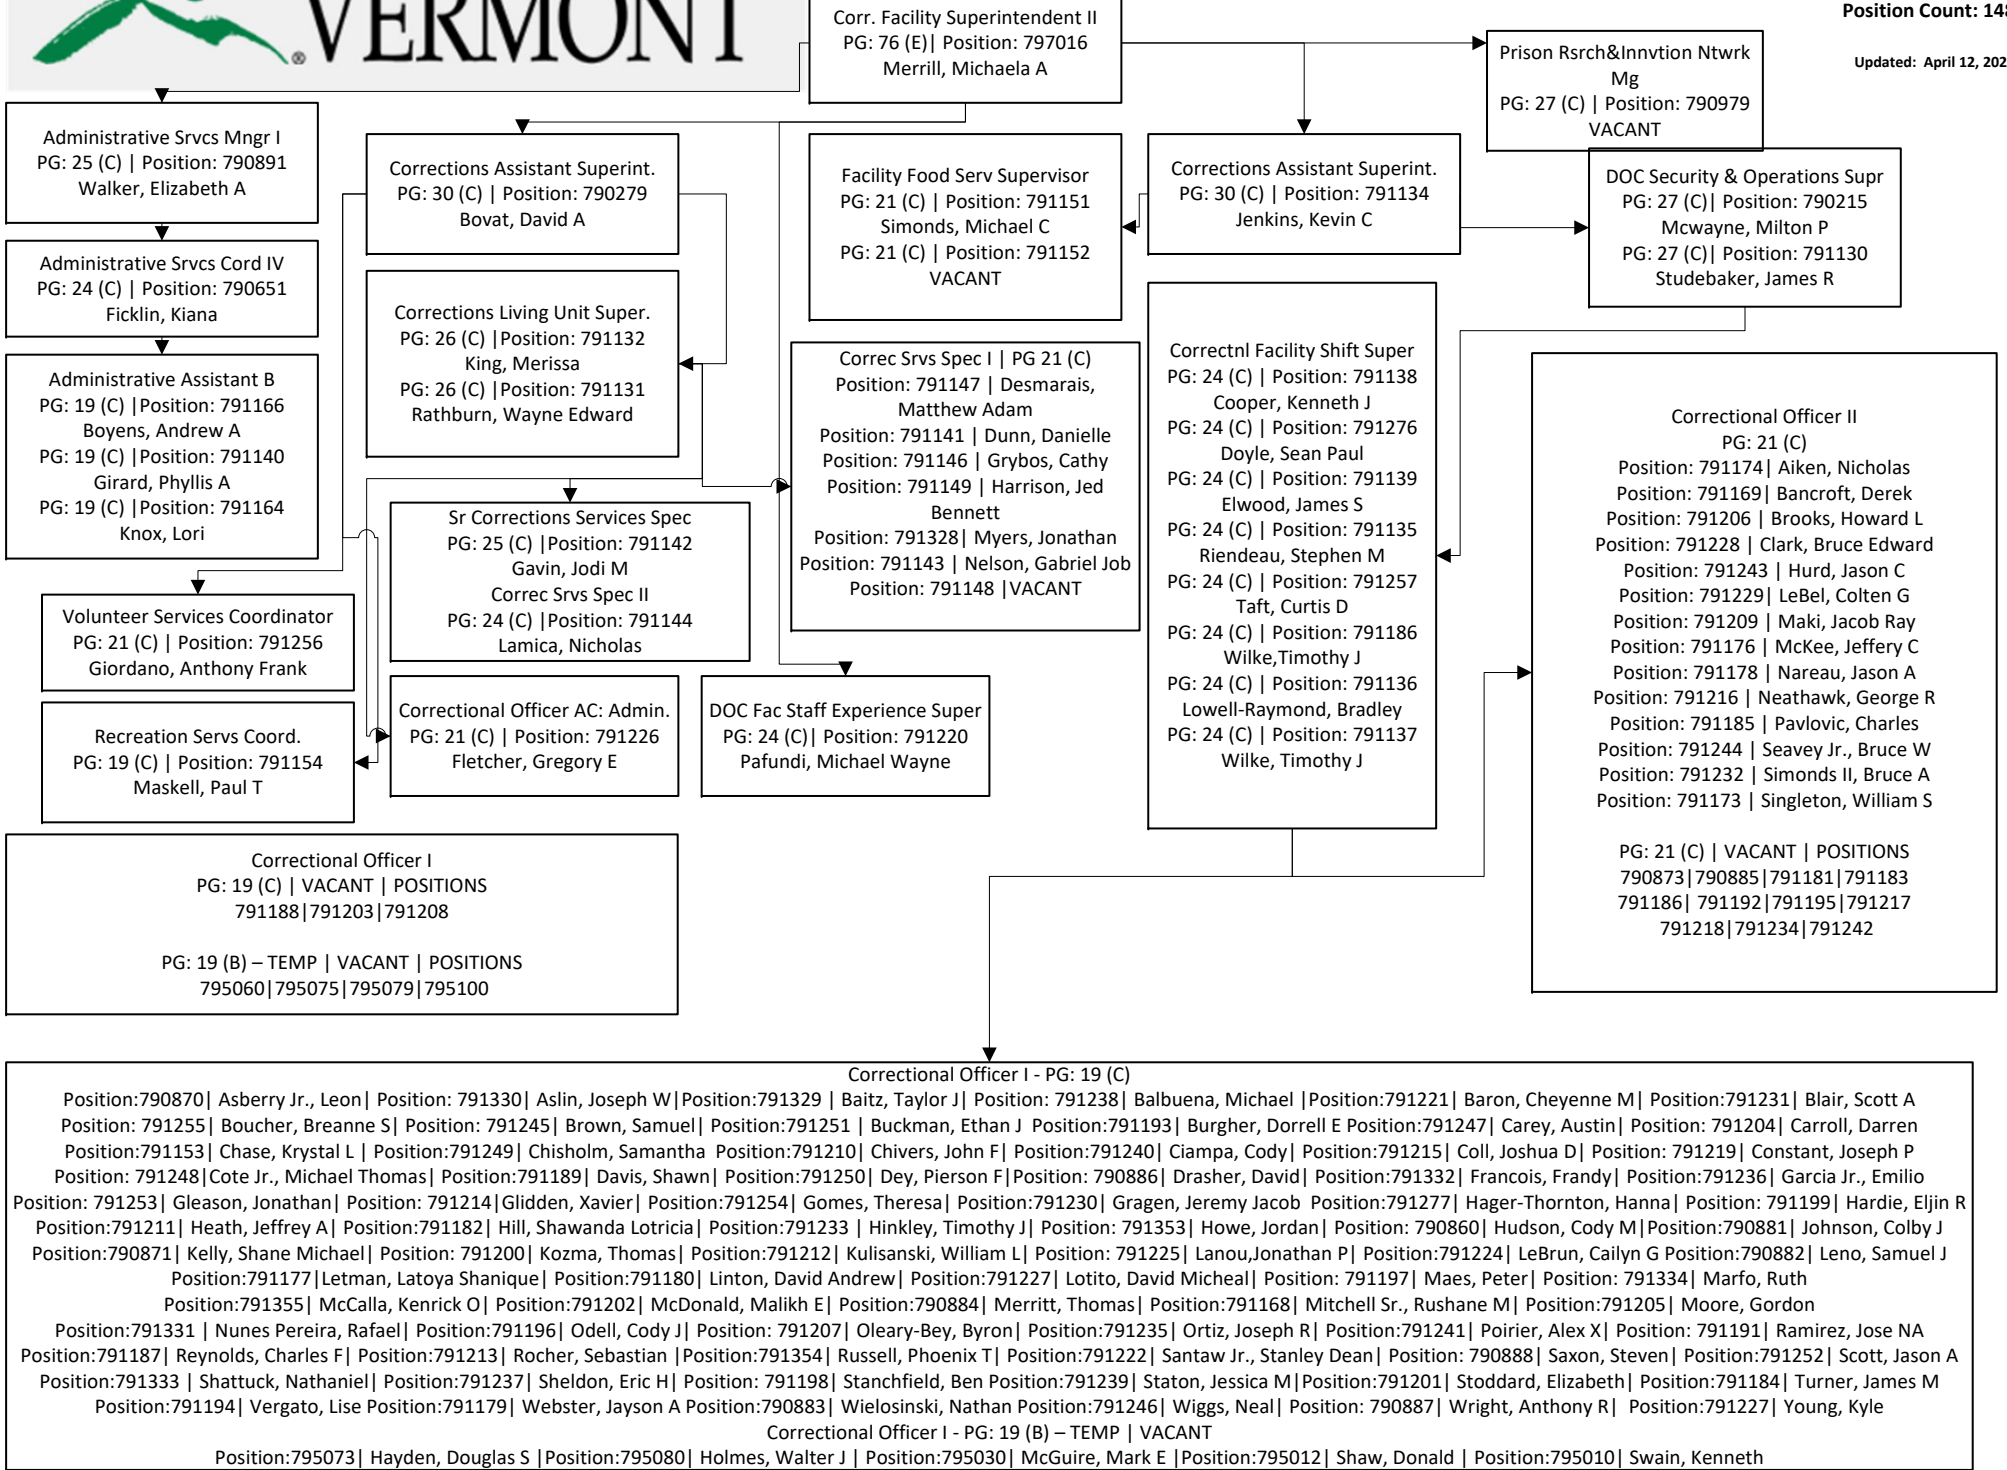 VERMONT
®
Corr. Facility Superintendent II
PG: 76 (E)| Position: 797016
Merrill, Michaela A
Position Count: 148
Updated: April 12, 202
Prison Rsrch&Innvtion Ntwrk
Mg
PG: 27 (C) | Position: 790979
VACANT
Administrative Srvcs Mngr I
PG: 25 (C) | Position: 790891
Walker, Elizabeth A
Corrections Assistant Superint.
PG: 30 (C) | Position: 790279
Bovat, David A
Facility Food Serv Supervisor
PG: 21 (C) | Position: 791151
Simonds, Michael C
PG: 21 (C) | Position: 791152
VACANT
Corrections Assistant Superint.
PG: 30 (C) | Position: 791134
Jenkins, Kevin C
DOC Security & Operations Supr
PG: 27 (C)| Position: 790215
Mcwayne, Milton P
PG: 27 (C)| Position: 791130
Studebaker, James R
Administrative Srvcs Cord IV
PG: 24 (C) | Position: 790651
Ficklin, Kiana
Corrections Living Unit Super.
PG: 26 (C) |Position: 791132
King, Merissa
PG: 26 (C) |Position: 791131
Rathburn, Wayne Edward
Administrative Assistant B
PG: 19 (C) |Position: 791166
Boyens, Andrew A
PG: 19 (C) |Position: 791140
Girard, Phyllis A
PG: 19 (C) |Position: 791164
Knox, Lori
Correc Srvs Spec I | PG 21 (C)
Position: 791147 | Desmarais,
Matthew Adam
Position: 791141 | Dunn, Danielle
Position: 791146 | Grybos, Cathy
Position: 791149 | Harrison, Jed
Bennett
Position: 791328| Myers, Jonathan
Position: 791143 | Nelson, Gabriel Job
Position: 791148 |VACANT
Correctnl Facility Shift Super
PG: 24 (C) | Position: 791138
Cooper, Kenneth J
PG: 24 (C) | Position: 791276
Doyle, Sean Paul
PG: 24 (C) | Position: 791139
Elwood, James S
PG: 24 (C) | Position: 791135
Riendeau, Stephen M
PG: 24 (C) | Position: 791257
Taft, Curtis D
PG: 24 (C) | Position: 791186
Wilke,Timothy J
PG: 24 (C) | Position: 791136
Lowell-Raymond, Bradley
PG: 24 (C) | Position: 791137
Wilke, Timothy J
Correctional Officer II
PG: 21 (C)
Position: 791174| Aiken, Nicholas
Position: 791169| Bancroft, Derek
Position: 791206 | Brooks, Howard L
Position: 791228 | Clark, Bruce Edward
Position: 791243 | Hurd, Jason C
Position: 791229| LeBel, Colten G
Position: 791209 | Maki, Jacob Ray
Position: 791176 | McKee, Jeffery C
Position: 791178 | Nareau, Jason A
Position: 791216 | Neathawk, George R
Position: 791185 | Pavlovic, Charles
Position: 791244 | Seavey Jr., Bruce W
Position: 791232 | Simonds II, Bruce A
Position: 791173 | Singleton, William S
PG: 21 (C) | VACANT | POSITIONS
790873|790885|791181|791183
791186| 791192|791195|791217
791218|791234|791242
Sr Corrections Services Spec
PG: 25 (C) |Position: 791142
Gavin, Jodi M
Correc Srvs Spec II
PG: 24 (C) |Position: 791144
Lamica, Nicholas
Volunteer Services Coordinator
PG: 21 (C) | Position: 791256
Giordano, Anthony Frank
Recreation Servs Coord.
PG: 19 (C) | Position: 791154
Maskell, Paul T
Correctional Officer AC: Admin.
PG: 21 (C) | Position: 791226
Fletcher, Gregory E
DOC Fac Staff Experience Super
PG: 24 (C)| Position: 791220
Pafundi, Michael Wayne
Correctional Officer I
PG: 19 (C) | VACANT | POSITIONS
791188|791203|791208
PG: 19 (B) – TEMP | VACANT | POSITIONS
795060|795075|795079|795100
Correctional Officer I - PG: 19 (C)
Position:790870| Asberry Jr., Leon| Position: 791330| Aslin, Joseph W|Position:791329 | Baitz, Taylor J| Position: 791238| Balbuena, Michael |Position:791221| Baron, Cheyenne M| Position:791231| Blair, Scott A
Position: 791255| Boucher, Breanne S| Position: 791245| Brown, Samuel| Position:791251 | Buckman, Ethan J Position:791193| Burgher, Dorrell E Position:791247| Carey, Austin| Position: 791204| Carroll, Darren
Position:791153| Chase, Krystal L | Position:791249| Chisholm, Samantha Position:791210| Chivers, John F| Position:791240| Ciampa, Cody| Position:791215| Coll, Joshua D| Position: 791219| Constant, Joseph P
Position: 791248|Cote Jr., Michael Thomas| Position:791189| Davis, Shawn| Position:791250| Dey, Pierson F|Position: 790886| Drasher, David| Position:791332| Francois, Frandy| Position:791236| Garcia Jr., Emilio
Position: 791253| Gleason, Jonathan| Position: 791214|Glidden, Xavier| Position:791254| Gomes, Theresa| Position:791230| Gragen, Jeremy Jacob Position:791277| Hager-Thornton, Hanna| Position: 791199| Hardie, Eljin R
Position:791211| Heath, Jeffrey A| Position:791182| Hill, Shawanda Lotricia| Position:791233 | Hinkley, Timothy J| Position: 791353| Howe, Jordan| Position: 790860| Hudson, Cody M|Position:790881| Johnson, Colby J
Position:790871| Kelly, Shane Michael| Position: 791200| Kozma, Thomas| Position:791212| Kulisanski, William L| Position: 791225| Lanou,Jonathan P| Position:791224| LeBrun, Cailyn G Position:790882| Leno, Samuel J
Position:791177|Letman, Latoya Shanique| Position:791180| Linton, David Andrew| Position:791227| Lotito, David Micheal| Position: 791197| Maes, Peter| Position: 791334| Marfo, Ruth
Position:791355| McCalla, Kenrick O| Position:791202| McDonald, Malikh E| Position:790884| Merritt, Thomas| Position:791168| Mitchell Sr., Rushane M| Position:791205| Moore, Gordon
Position:791331 | Nunes Pereira, Rafael| Position:791196| Odell, Cody J| Position: 791207| Oleary-Bey, Byron| Position:791235| Ortiz, Joseph R| Position:791241| Poirier, Alex X| Position: 791191| Ramirez, Jose NA
Position:791187| Reynolds, Charles F| Position:791213| Rocher, Sebastian |Position:791354| Russell, Phoenix T| Position:791222| Santaw Jr., Stanley Dean| Position: 790888| Saxon, Steven| Position:791252| Scott, Jason A
Position:791333 | Shattuck, Nathaniel| Position:791237| Sheldon, Eric H| Position: 791198| Stanchfield, Ben Position:791239| Staton, Jessica M|Position:791201| Stoddard, Elizabeth| Position:791184| Turner, James M
Position:791194| Vergato, Lise Position:791179| Webster, Jayson A Position:790883| Wielosinski, Nathan Position:791246| Wiggs, Neal| Position: 790887| Wright, Anthony R| Position:791227| Young, Kyle
Correctional Officer I - PG: 19 (B) – TEMP | VACANT
Position:795073| Hayden, Douglas S |Position:795080| Holmes, Walter J | Position:795030| McGuire, Mark E |Position:795012| Shaw, Donald | Position:795010| Swain, Kenneth